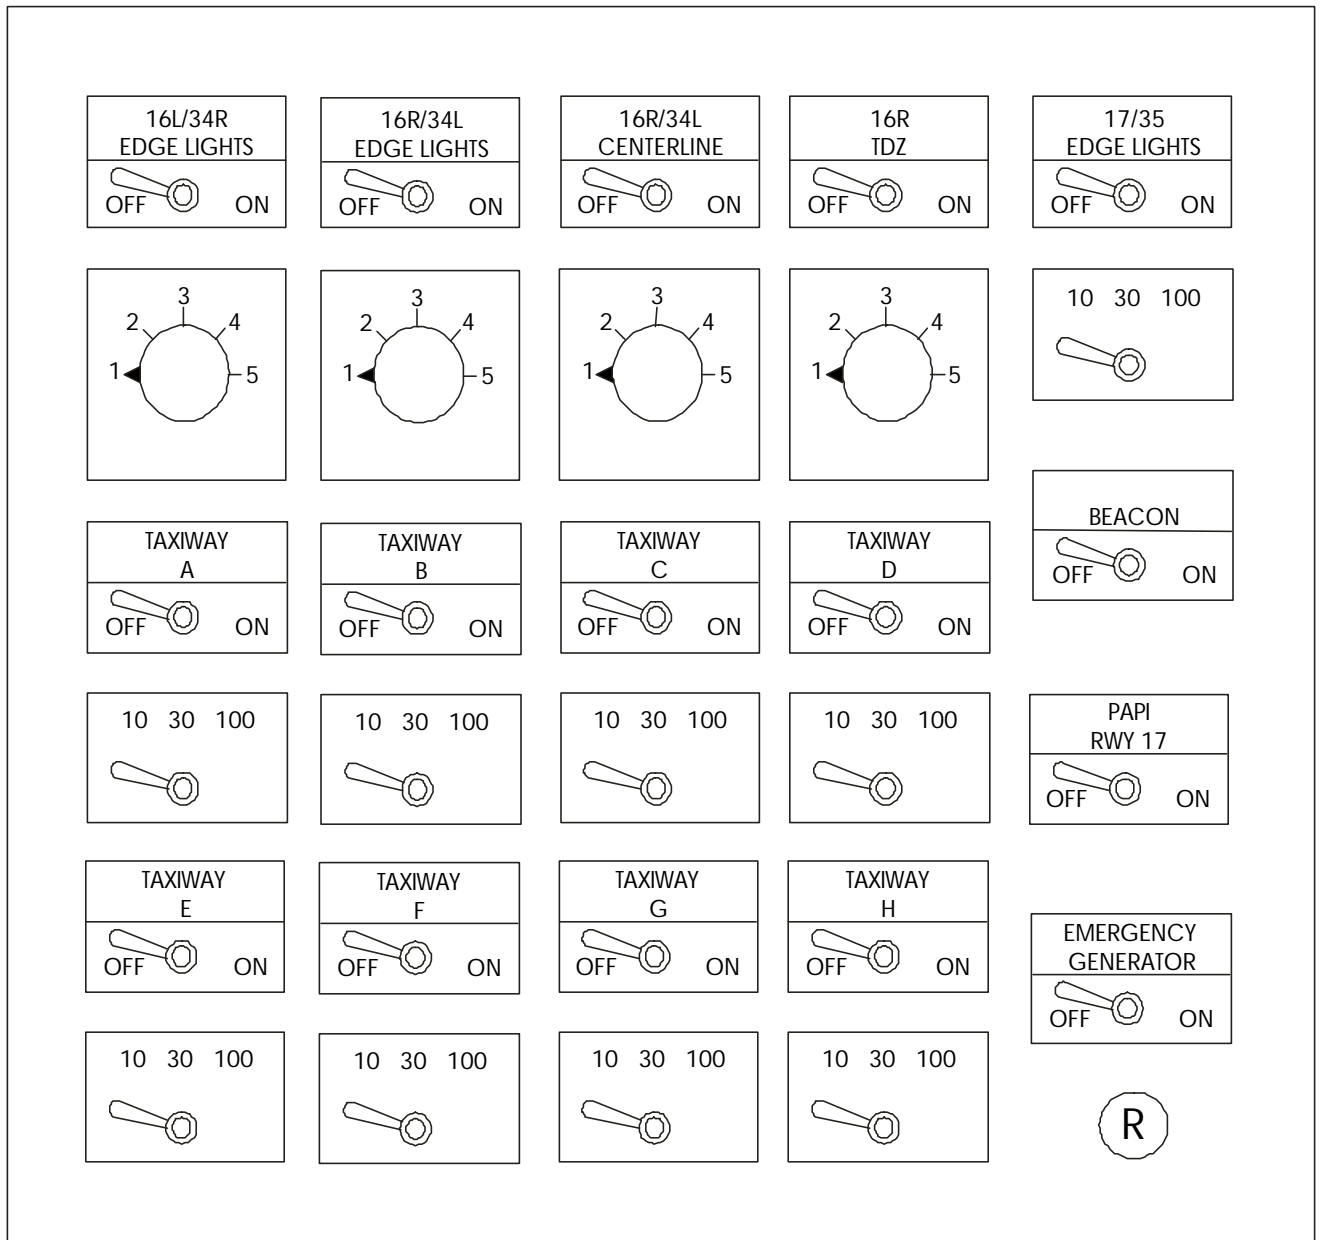 16L/34R
EDGE LIGHTS
OFF ON
16R/34L
EDGE LIGHTS
OFF ON
16R/34L
CENTERLINE
OFF ON
16R
TDZ
OFF ON
17/35
EDGE LIGHTS
OFF ON
1 2 3 4 5
1 2 3 4 5
1 2 3 4 5
1 2 3 4 5
10 30 100
BEACON
OFF ON
TAXIWAY
A
OFF ON
TAXIWAY
B
OFF ON
TAXIWAY
C
OFF ON
TAXIWAY
D
OFF ON
10 30 100
10 30 100
10 30 100
10 30 100
PAPI
RWY 17
OFF ON
TAXIWAY
E
OFF ON
TAXIWAY
F
OFF ON
TAXIWAY
G
OFF ON
TAXIWAY
H
OFF ON
EMERGENCY
GENERATOR
OFF ON
10 30 100
10 30 100
10 30 100
10 30 100
R